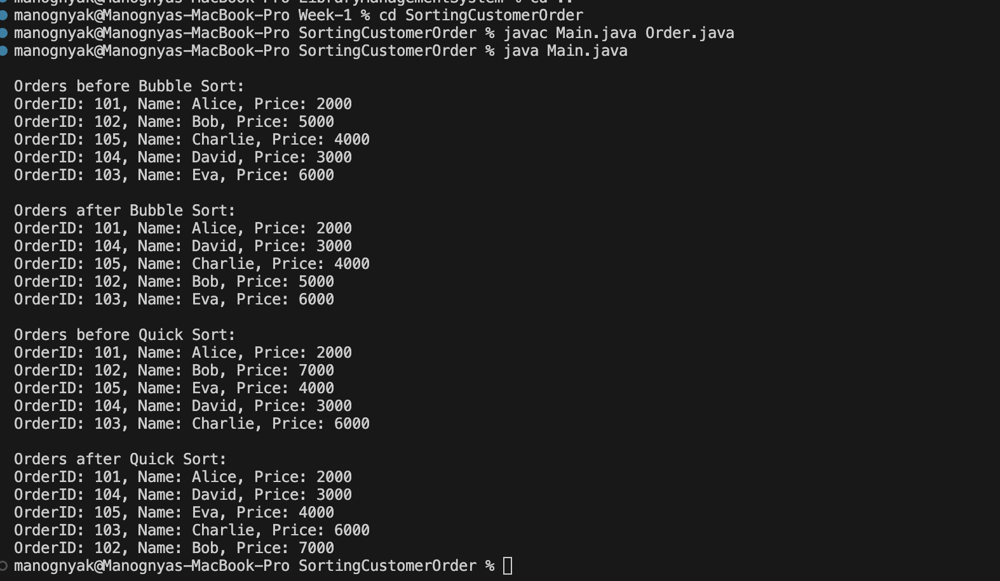 manognyak@Manognyas-MacBook-Pro LibraryManagementSystem % cd ..
manognyak@Manognyas-MacBook-Pro Week-1 % cd SortingCustomerOrder
manognyak@Manognyas-MacBook-Pro SortingCustomerOrder % javac Main.java Order.java
manognyak@Manognyas-MacBook-Pro SortingCustomerOrder % java Main.java
Orders before Bubble Sort:
OrderID: 101, Name: Alice, Price: 2000
OrderID: 102, Name: Bob, Price: 5000
OrderID: 105, Name: Charlie, Price: 4000
OrderID: 104, Name: David, Price: 3000
OrderID: 103, Name: Eva, Price: 6000
Orders after Bubble Sort:
OrderID: 101, Name: Alice, Price: 2000
OrderID: 104, Name: David, Price: 3000
OrderID: 105, Name: Charlie, Price: 4000
OrderID: 102, Name: Bob, Price: 5000
OrderID: 103, Name: Eva, Price: 6000
Orders before Quick Sort:
OrderID: 101, Name: Alice, Price: 2000
OrderID: 102, Name: Bob, Price: 7000
OrderID: 105, Name: Eva, Price: 4000
OrderID: 104, Name: David, Price: 3000
OrderID: 103, Name: Charlie, Price: 6000
Orders after Quick Sort:
OrderID: 101, Name: Alice, Price: 2000
OrderID: 104, Name: David, Price: 3000
OrderID: 105, Name: Eva, Price: 4000
OrderID: 103, Name: Charlie, Price: 6000
OrderID: 102, Name: Bob, Price: 7000
manognyak@Manognyas-MacBook-Pro SortingCustomerOrder %